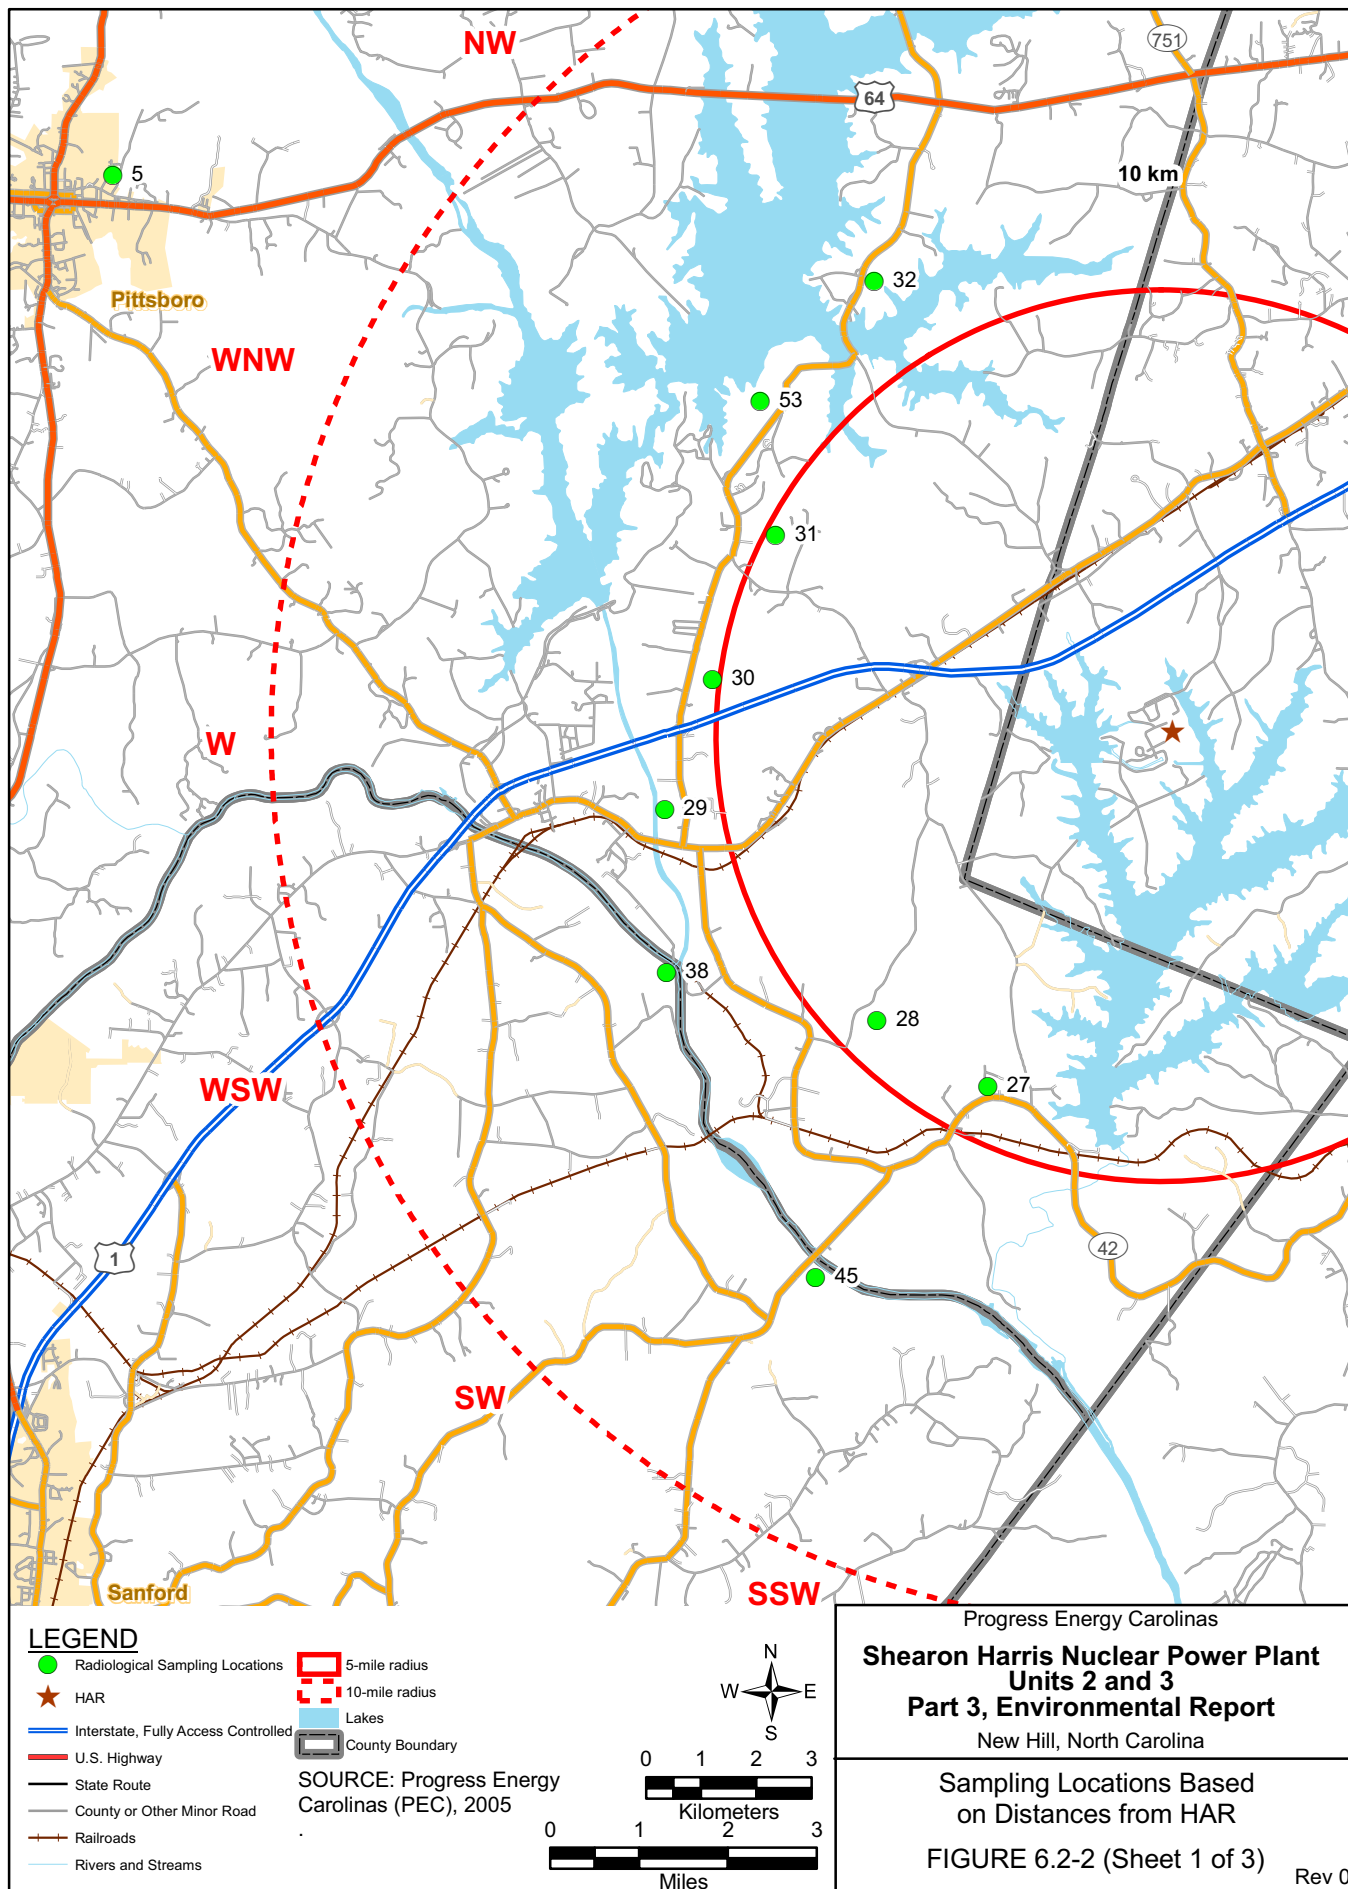 NW
751
64
5
10 km
32
Pittsboro
WNW
53
31
30
W
29
38
28
27
WSW
42
1
45
SW
Sanford
SSW
LEGEND
Radiological Sampling Locations
HAR
Interstate, Fully Access Controlled
U.S. Highway
State Route
County or Other Minor Road
Railroads
Rivers and Streams
5-mile radius
10-mile radius
Lakes
County Boundary
SOURCE: Progress Energy
Carolinas (PEC), 2005
.
N
W E
S
0 1 2 3
Kilometers
0 1 2 3
Miles
Progress Energy Carolinas
Shearon Harris Nuclear Power Plant
Units 2 and 3
Part 3, Environmental Report
New Hill, North Carolina
Sampling Locations Based
on Distances from HAR
FIGURE 6.2-2 (Sheet 1 of 3)
Rev 0